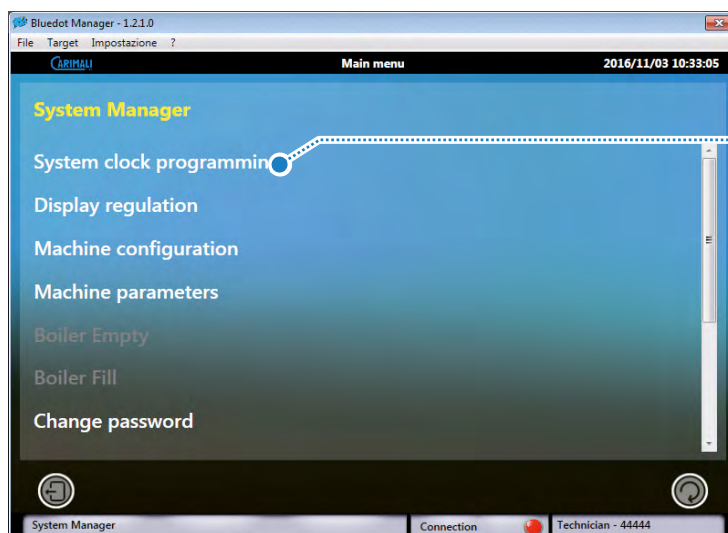 Bluedot Manager - 1.2.1.0
File Target Impostazione ?
CARIMALI Main menu 2016/11/03 10:33:05
System Manager
System clock programmin
Display regulation
Machine configuration
Machine parameters
Boiler Empty
Boiler Fill
Change password
System Manager Connection Technician - 44444